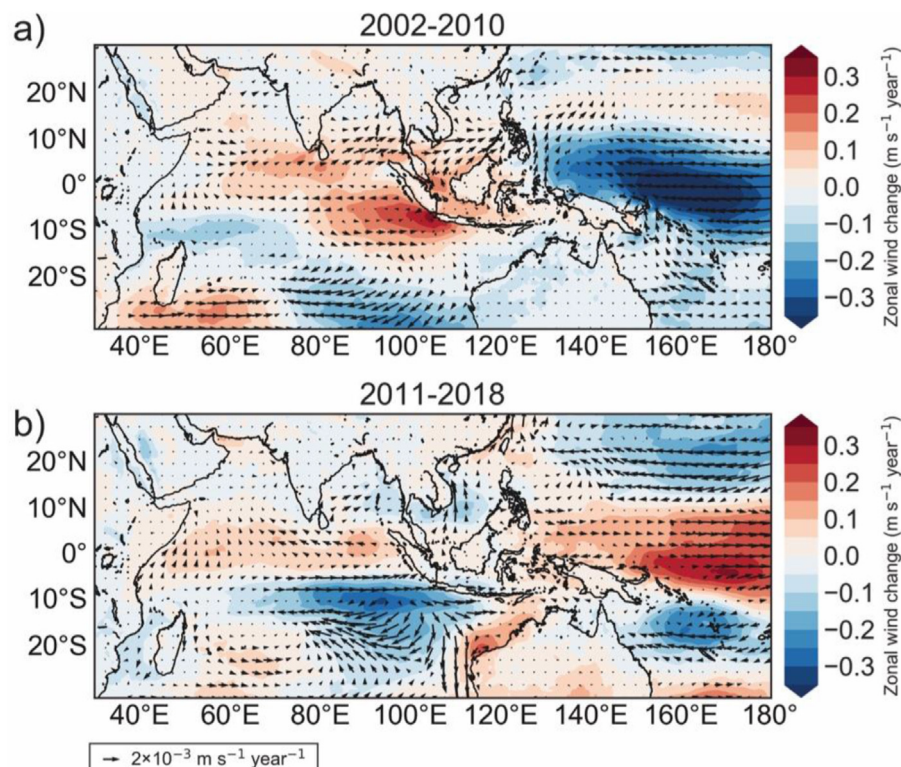 a)
2002-2010
20°N
10°N
0°
10°S
20°S
40°E 60°E 80°E 100°E 120°E 140°E 160°E 180°
0.3
0.2
0.1
0.0
−0.1
−0.2
−0.3
Zonal wind change (m s⁻¹ year⁻¹)
b)
2011-2018
20°N
10°N
0°
10°S
20°S
40°E 60°E 80°E 100°E 120°E 140°E 160°E 180°
0.3
0.2
0.1
0.0
−0.1
−0.2
−0.3
Zonal wind change (m s⁻¹ year⁻¹)
2×10⁻³ m s⁻¹ year⁻¹